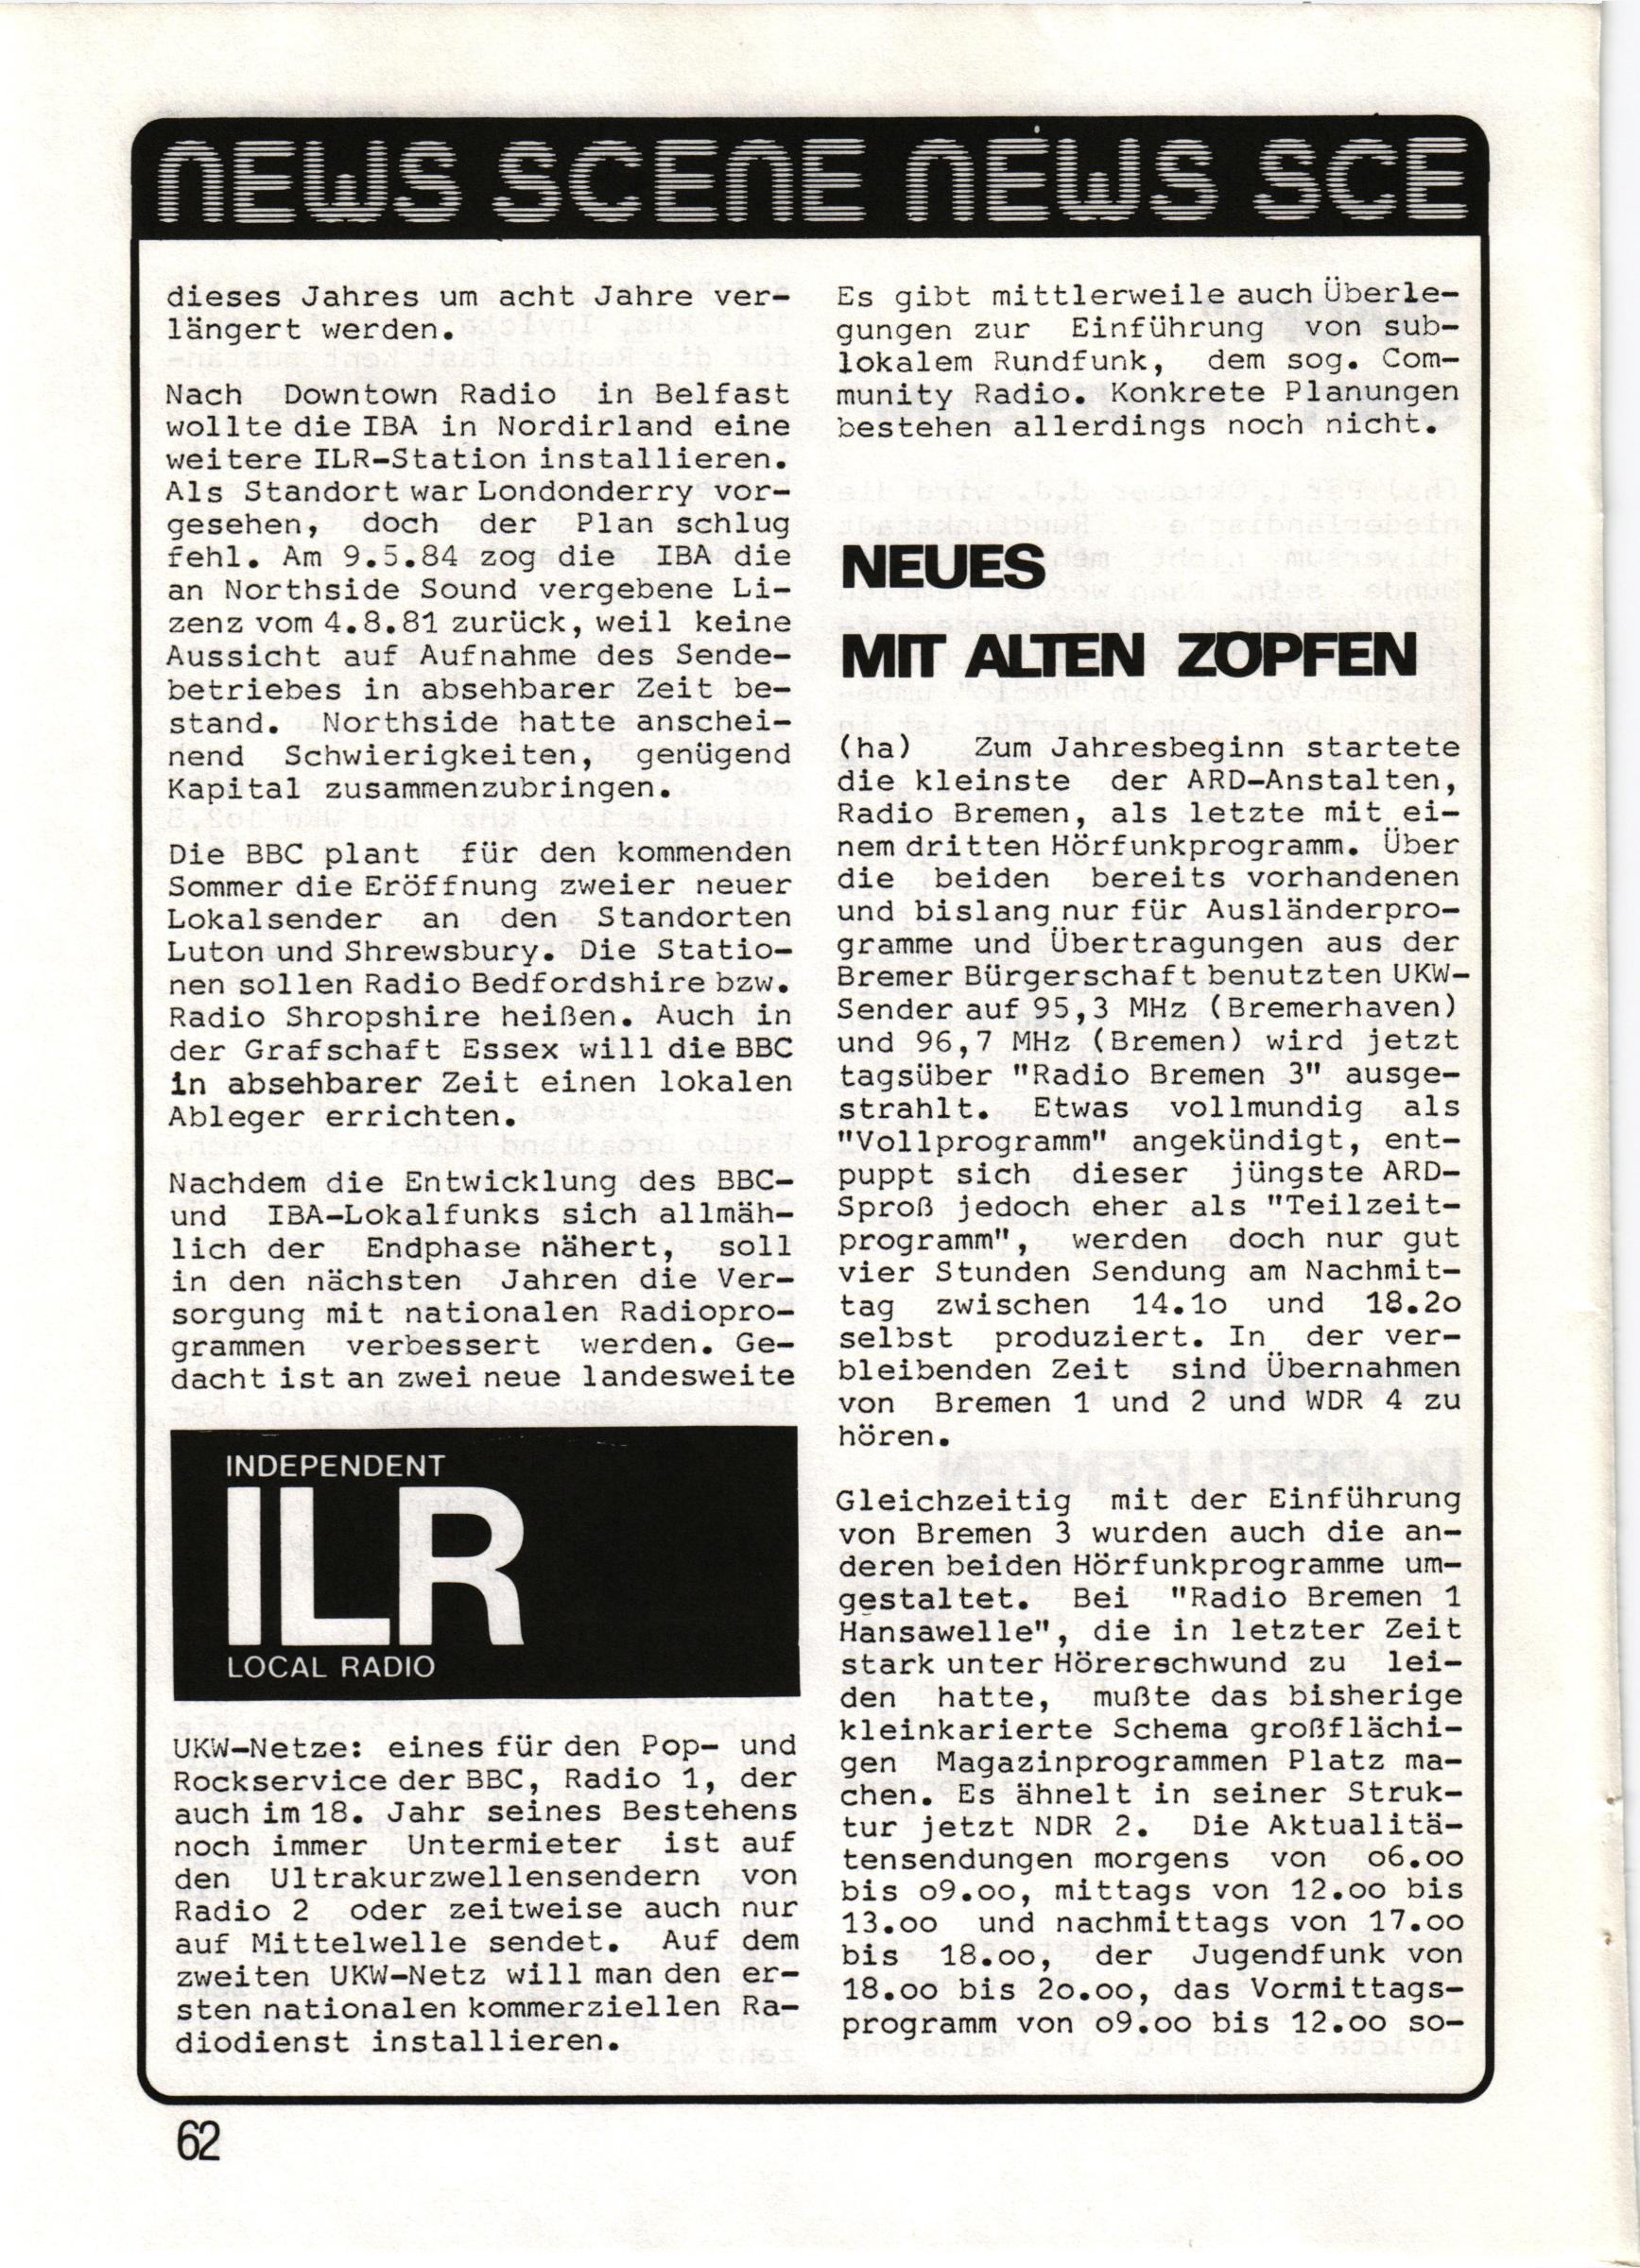 NEWS SCENE NEWS SCE
dieses Jahres um acht Jahre ver-
längert werden.
Nach Downtown Radio in Belfast
wollte die IBA in Nordirland eine
weitere ILR-Station installieren.
Als Standort war Londonderry vor-
gesehen, doch der Plan schlug
fehl. Am 9.5.84 zog die IBA die
an Northside Sound vergebene Li-
zenz vom 4.8.81 zurück, weil keine
Aussicht auf Aufnahme des Sende-
betriebes in absehbarer Zeit be-
stand. Northside hatte anschei-
nend Schwierigkeiten, genügend
Kapital zusammenzubringen.
Die BBC plant für den kommenden
Sommer die Eröffnung zweier neuer
Lokalsender an den Standorten
Luton und Shrewsbury. Die Statio-
nen sollen Radio Bedfordshire bzw.
Radio Shropshire heißen. Auch in
der Grafschaft Essex will die BBC
in absehbarer Zeit einen lokalen
Ableger errichten.
Nachdem die Entwicklung des BBC-
und IBA-Lokalfunks sich allmäh-
lich der Endphase nähert, soll
in den nächsten Jahren die Ver-
sorgung mit nationalen Radiopro-
grammen verbessert werden. Ge-
dacht ist an zwei neue landesweite
INDEPENDENT
ILR
LOCAL RADIO
UKW-Netze: eines für den Pop- und
Rockservice der BBC, Radio 1, der
auch im 18. Jahr seines Bestehens
noch immer Untermieter ist auf
den Ultrakurzwellensendern von
Radio 2 oder zeitweise auch nur
auf Mittelwelle sendet. Auf dem
zweiten UKW-Netz will man den er-
sten nationalen kommerziellen Ra-
diodienst installieren.
Es gibt mittlerweile auch Überle-
gungen zur Einführung von sub-
lokalem Rundfunk, dem sog. Com-
munity Radio. Konkrete Planungen
bestehen allerdings noch nicht.
NEUES
MIT ALTEN ZÖPFEN
(ha) Zum Jahresbeginn startete
die kleinste der ARD-Anstalten,
Radio Bremen, als letzte mit ei-
nem dritten Hörfunkprogramm. Über
die beiden bereits vorhandenen
und bislang nur für Ausländerpro-
gramme und Übertragungen aus der
Bremer Bürgerschaft benutzten UKW-
Sender auf 95,3 MHz (Bremerhaven)
und 96,7 MHz (Bremen) wird jetzt
tagsüber "Radio Bremen 3" ausge-
strahlt. Etwas vollmundig als
"Vollprogramm" angekündigt, ent-
puppt sich dieser jüngste ARD-
Sproß jedoch eher als "Teilzeit-
programm", werden doch nur gut
vier Stunden Sendung am Nachmit-
tag zwischen 14.1o und 18.2o
selbst produziert. In der ver-
bleibenden Zeit sind Übernahmen
von Bremen 1 und 2 und WDR 4 zu
hören.
Gleichzeitig mit der Einführung
von Bremen 3 wurden auch die an-
deren beiden Hörfunkprogramme um-
gestaltet. Bei "Radio Bremen 1
Hansawelle", die in letzter Zeit
stark unter Hörerschwund zu lei-
den hatte, mußte das bisherige
kleinkarierte Schema großflächi-
gen Magazinprogrammen Platz ma-
chen. Es ähnelt in seiner Struk-
tur jetzt NDR 2. Die Aktualitä-
tensendungen morgens von o6.oo
bis o9.oo, mittags von 12.oo bis
13.oo und nachmittags von 17.oo
bis 18.oo, der Jugendfunk von
18.oo bis 2o.oo, das Vormittags-
programm von o9.oo bis 12.oo so-
62